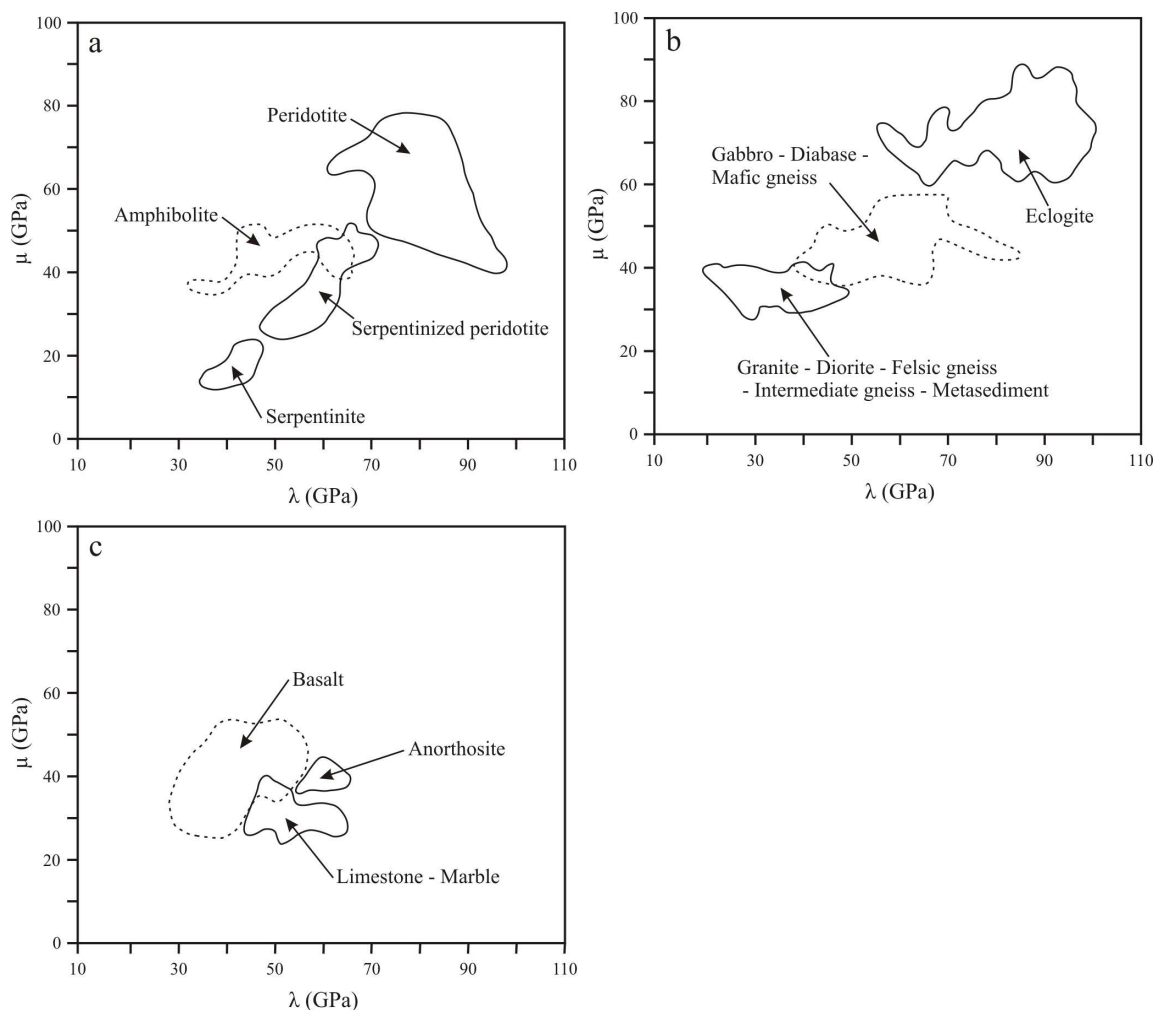 a
100
80
60
40
20
0
μ (GPa)
Peridotite
Amphibolite
Serpentinized peridotite
Serpentinite
10 30 50 70 90 110
λ (GPa)
b
100
80
60
40
20
0
μ (GPa)
Gabbro - Diabase -
Mafic gneiss
Eclogite
Granite - Diorite - Felsic gneiss
- Intermediate gneiss - Metasediment
10 30 50 70 90 110
λ (GPa)
c
100
80
60
40
20
0
μ (GPa)
Basalt
Anorthosite
Limestone - Marble
10 30 50 70 90 110
λ (GPa)